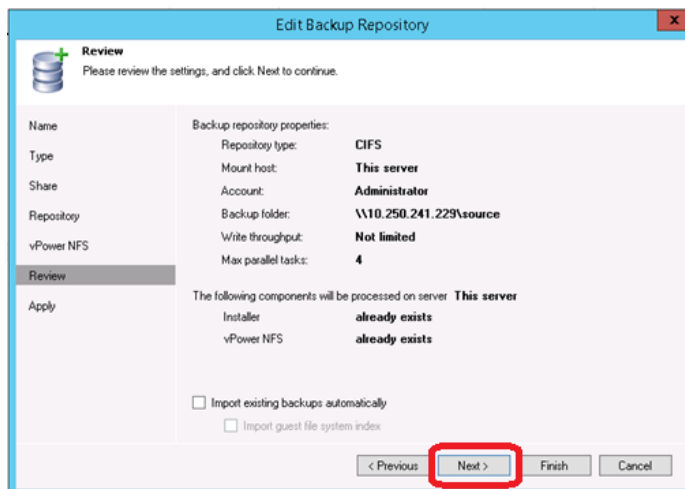 Edit Backup Repository
x
Review
Please review the settings, and click Next to continue.
Name
Type
Share
Repository
vPower NFS
Review
Apply
Backup repository properties:
Repository type: CIFS
Mount host: This server
Account: Administrator
Backup folder: \\10.250.241.229\source
Write throughput: Not limited
Max parallel tasks: 4
The following components will be processed on server This server
Installer already exists
vPower NFS already exists
Import existing backups automatically
Import guest file system index
< Previous Next > Finish Cancel